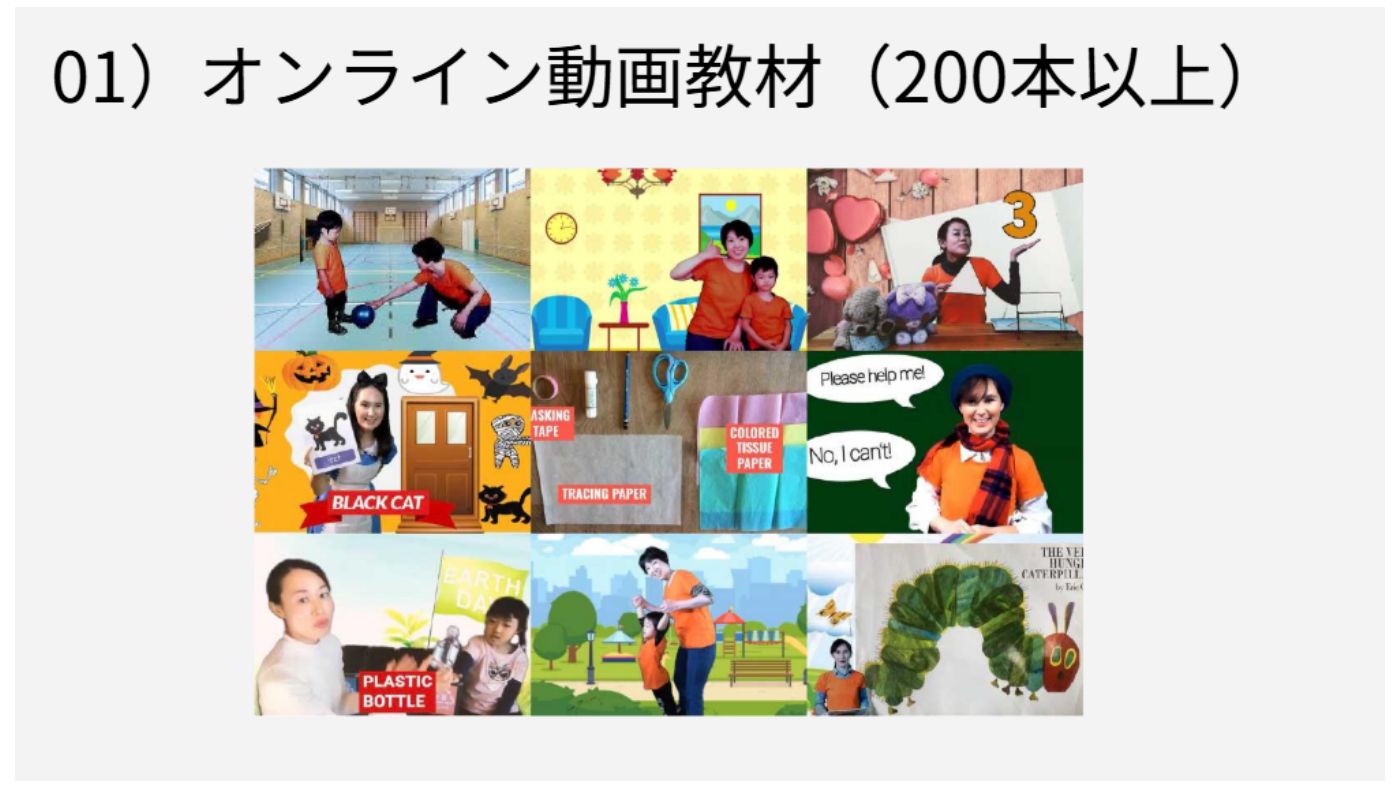 01）オンライン動画教材（200本以上）
3
Please help me!
No, I can't!
ASKING
TAPE
COLORED
TISSUE
PAPER
TRACING PAPER
BLACK CAT
EARTH
DAY
PLASTIC
BOTTLE
THE VE
HUNG
CATERPILL
by Eric C